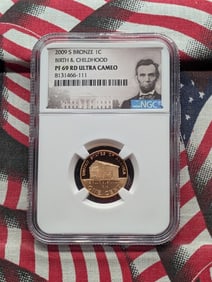 2009 S BRONZE 1C
BIRTH & CHILDHOOD
PF 69 RD ULTRA CAMEO
8131466-111
NGC